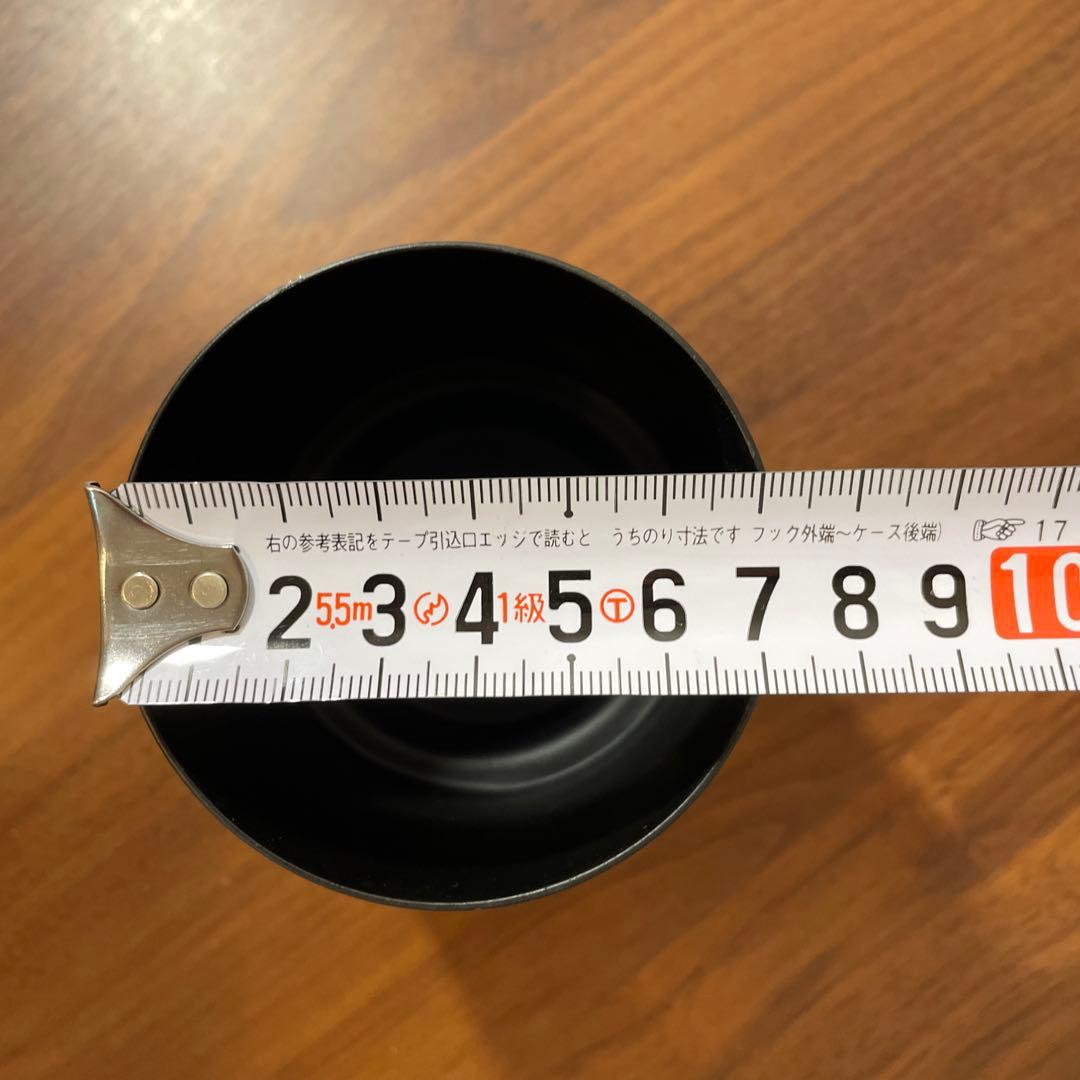 右の参考表記をテープ引込口エッジで読むと うちのり寸法です フック外端〜ケース後端) 17
2 5.5m 3 4 1級 5 T 6 7 8 9 10